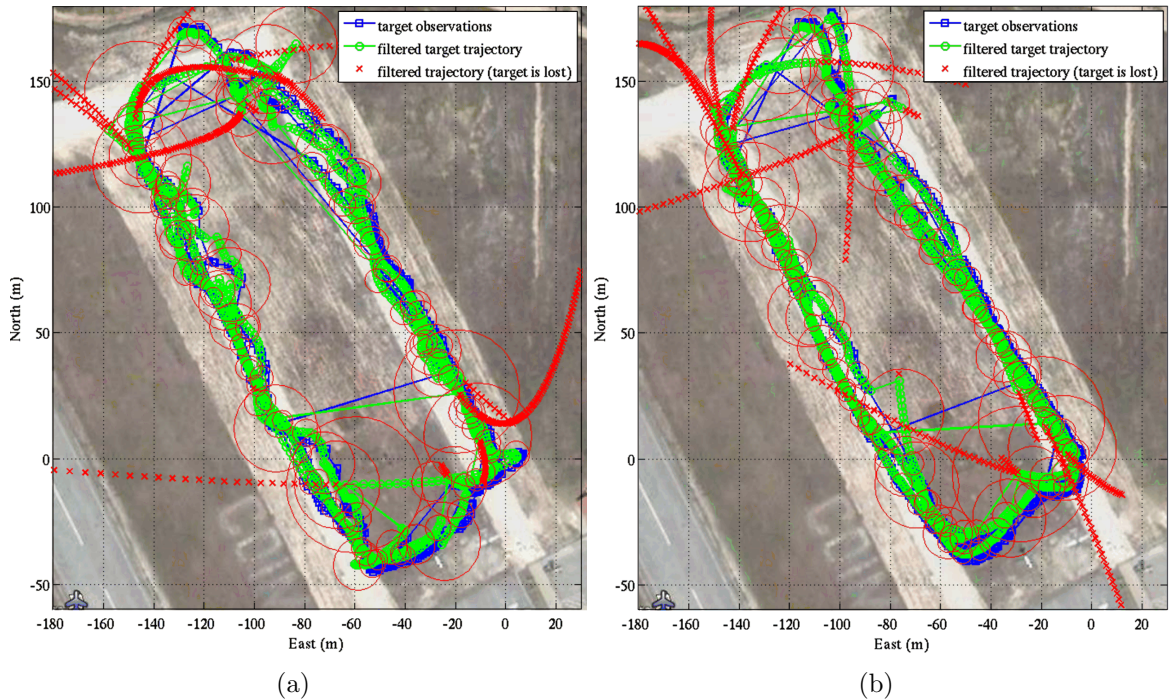 target observations
filtered target trajectory
filtered trajectory (target is lost)
150
100
50
0
-50
North (m)
-180 -160 -140 -120 -100 -80 -60 -40 -20 0 20
East (m)
(a)
target observations
filtered target trajectory
filtered trajectory (target is lost)
150
100
50
0
-50
North (m)
-180 -160 -140 -120 -100 -80 -60 -40 -20 0 20
East (m)
(b)